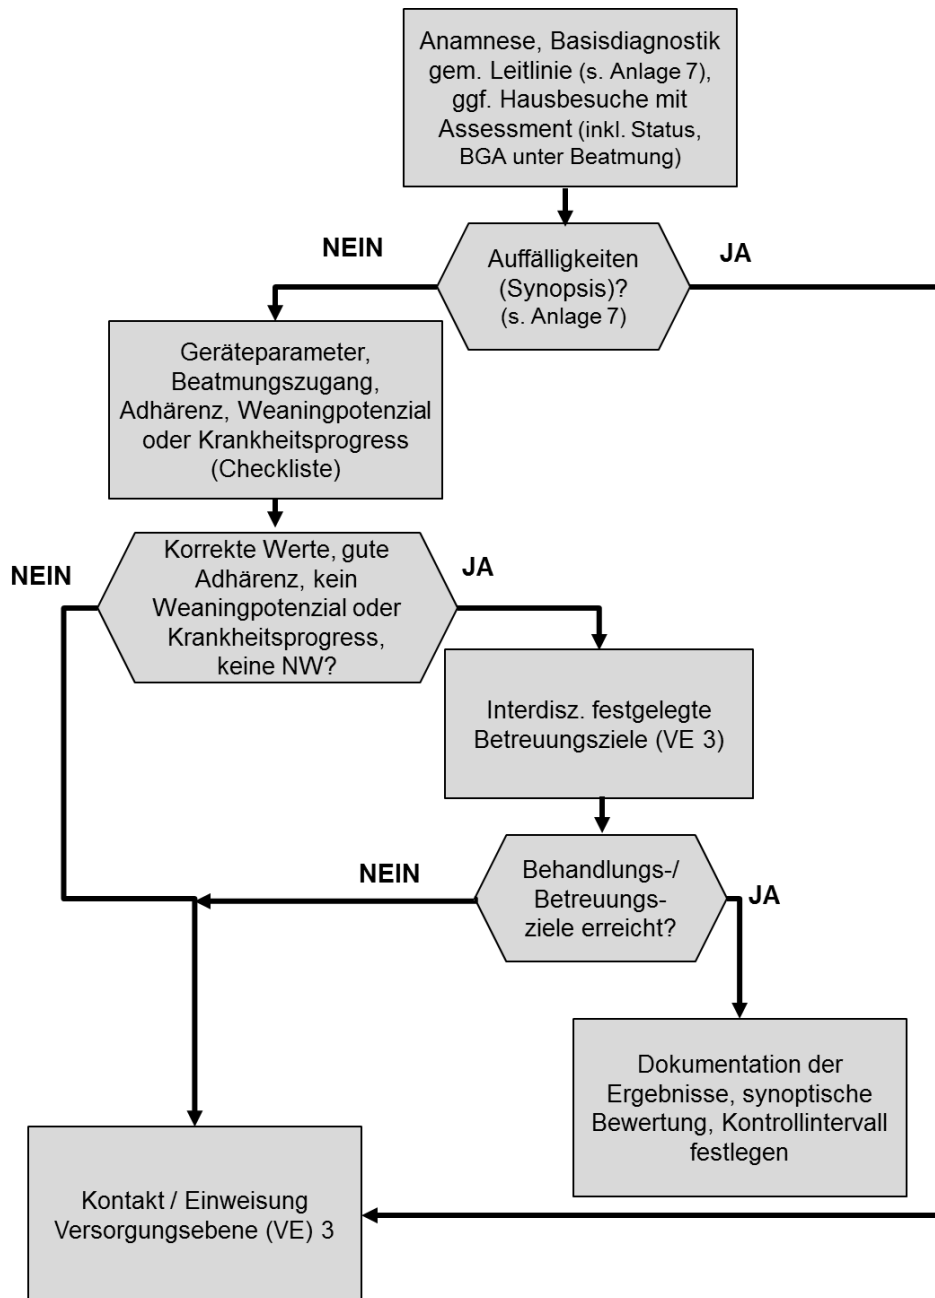 Anamnese, Basisdiagnostik
gem. Leitlinie (s. Anlage 7),
ggf. Hausbesuche mit
Assessment (inkl. Status,
BGA unter Beatmung)
NEIN
JA
Auffälligkeiten
(Synopsis)?
(s. Anlage 7)
Geräteparameter,
Beatmungszugang,
Adhärenz, Weaningpotenzial
oder Krankheitsprogress
(Checkliste)
NEIN
JA
Korrekte Werte, gute
Adhärenz, kein
Weaningpotenzial oder
Krankheitsprogress,
keine NW?
Interdisz. festgelegte
Betreuungsziele (VE 3)
NEIN
JA
Behandlungs-/
Betreuungs-
ziele erreicht?
Dokumentation der
Ergebnisse, synoptische
Bewertung, Kontrollintervall
festlegen
Kontakt / Einweisung
Versorgungsebene (VE) 3